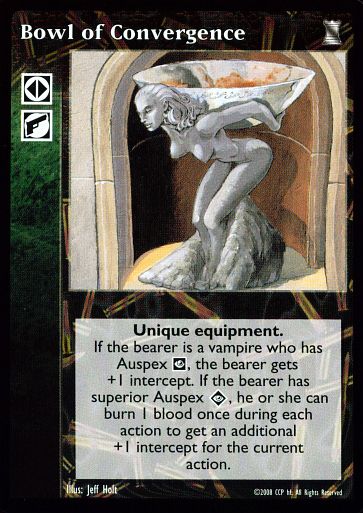 Bowl of Convergence
Unique equipment.
If the bearer is a vampire who has
Auspex , the bearer gets
+1 intercept. If the bearer has
superior Auspex , he or she can
burn 1 blood once during each
action to get an additional
+1 intercept for the current
action.
Illus: Jeff Holt
©2008 CCP hf. All Rights Reserved